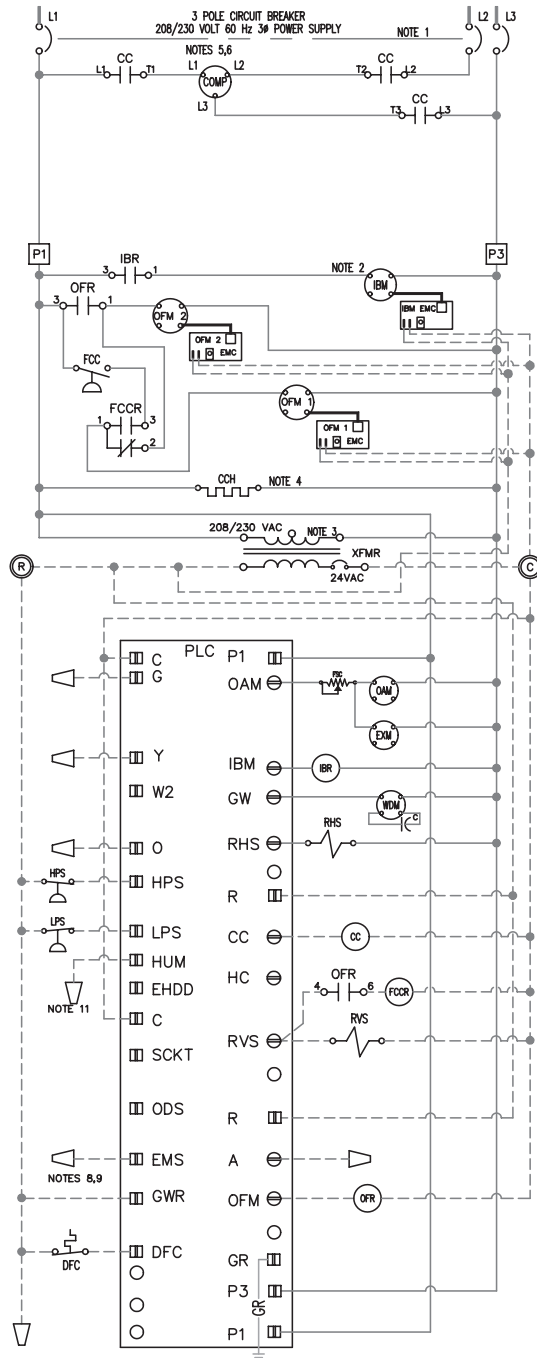 L1
3 POLE CIRCUIT BREAKER
208/230 VOLT 60 Hz 3ø POWER SUPPLY
NOTE 1
L2
L3
NOTES 5,6
CC
L1
T1
L1
L2
COMP
L3
CC
T2
L2
CC
T3
L3
P1
P3
IBR
3
1
NOTE 2
IBM
IBM EMC
OFR
3
1
OFM 2
OFM 2
EMC
FCC
FCCR
1
3
2
OFM 1
OFM 1
EMC
CCH
NOTE 4
208/230 VAC
NOTE 3
XFMR
24VAC
R
C
PLC
C
P1
G
OAM
FSC
OAM
EXM
Y
IBM
IBR
W2
GW
WDM
C
O
RHS
RHS
HPS
HPS
R
LPS
LPS
CC
CC
HUM
NOTE 11
EHDD
HC
OFR
4
6
FCCR
C
RVS
RVS
SCKT
ODS
R
EMS
NOTES 8,9
A
GWR
OFM
OFR
DFC
DFC
GR
GR
P3
P1